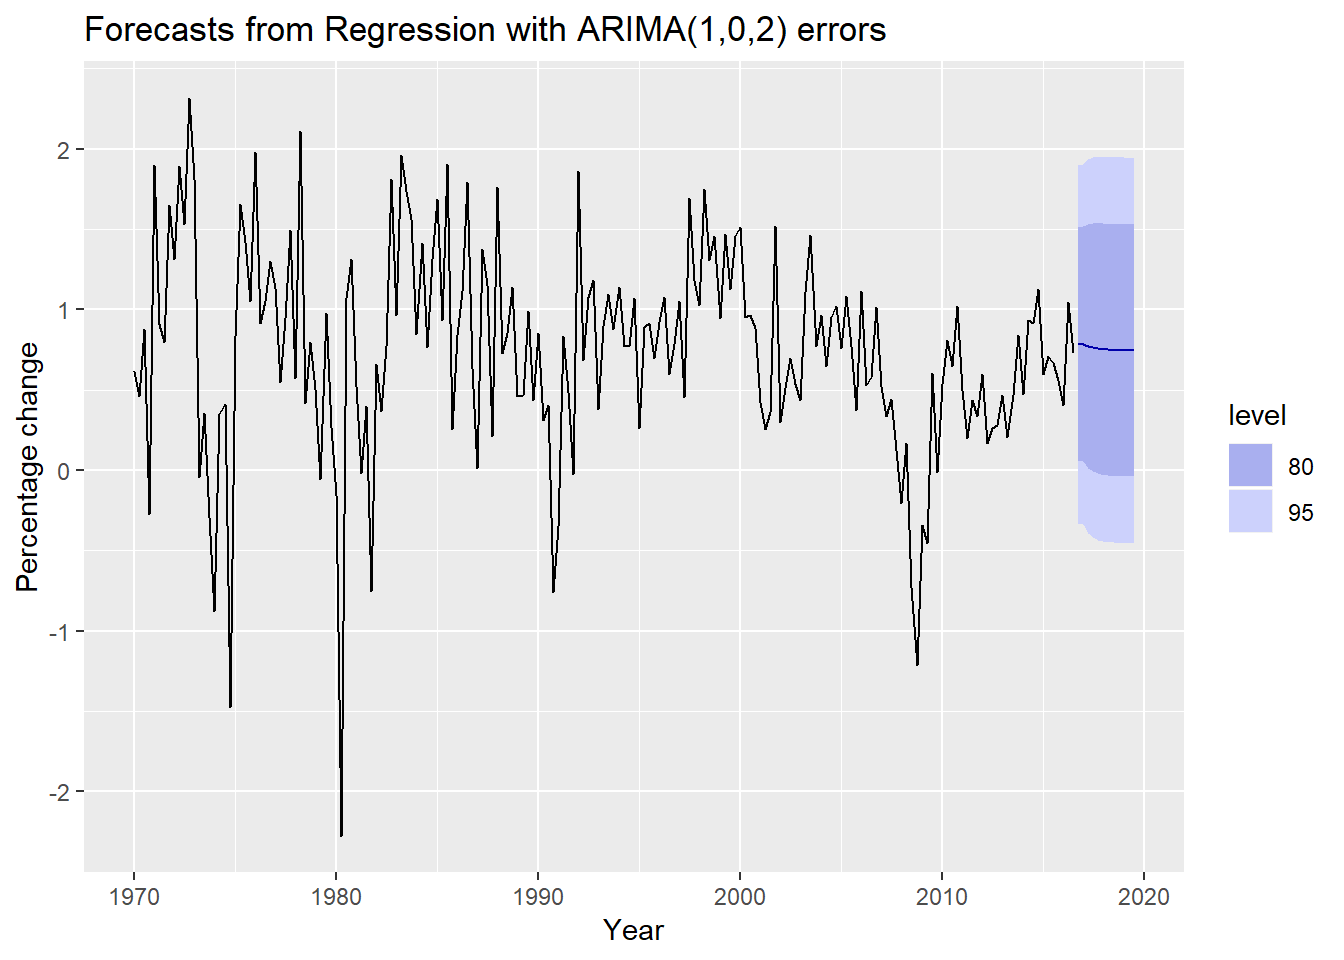 Forecasts from Regression with ARIMA(1,0,2) errors
Percentage change
2
1
0
-1
-2
1970 1980 1990 2000 2010 2020
Year
level
80
95